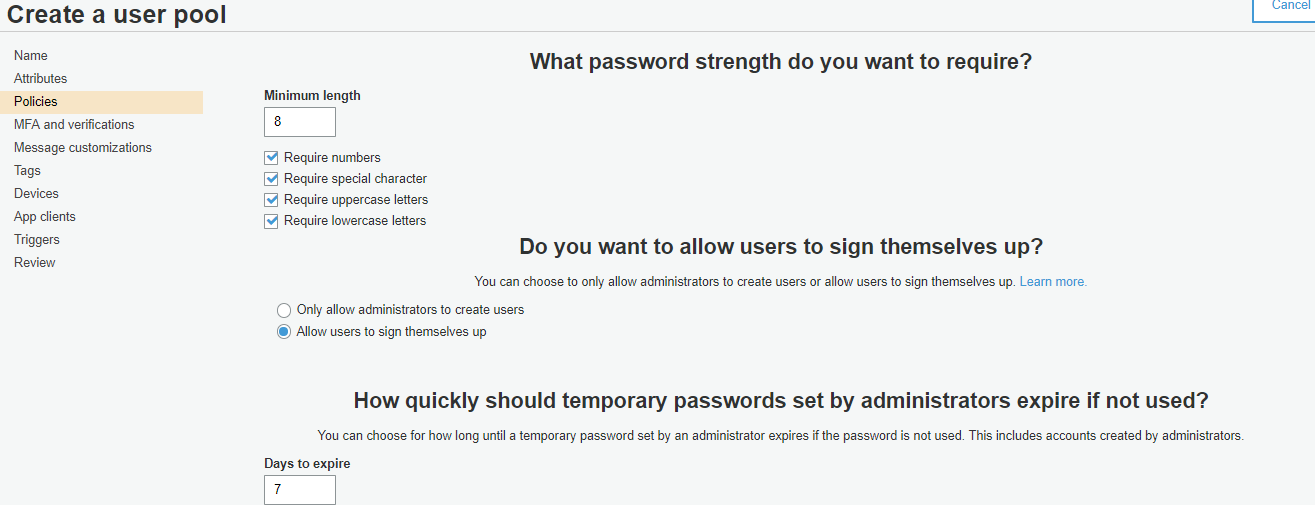 Create a user pool
Cancel
Name
Attributes
Policies
MFA and verifications
Message customizations
Tags
Devices
App clients
Triggers
Review
What password strength do you want to require?
Minimum length
8
Require numbers
Require special character
Require uppercase letters
Require lowercase letters
Do you want to allow users to sign themselves up?
You can choose to only allow administrators to create users or allow users to sign themselves up. Learn more.
Only allow administrators to create users
Allow users to sign themselves up
How quickly should temporary passwords set by administrators expire if not used?
You can choose for how long until a temporary password set by an administrator expires if the password is not used. This includes accounts created by administrators.
Days to expire
7